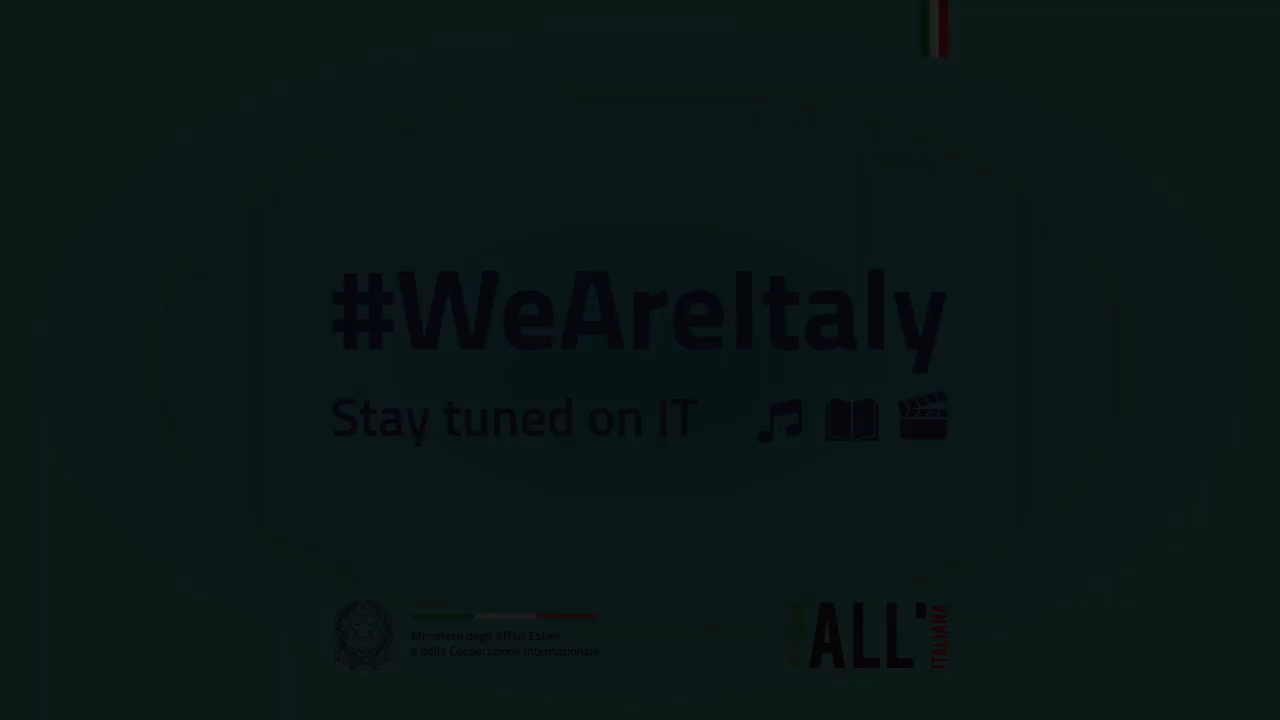 #WeAreItaly
Stay tuned on IT
Ministero degli Affari Esteri
e della Cooperazione Internazionale
ALL'
ITALIANA